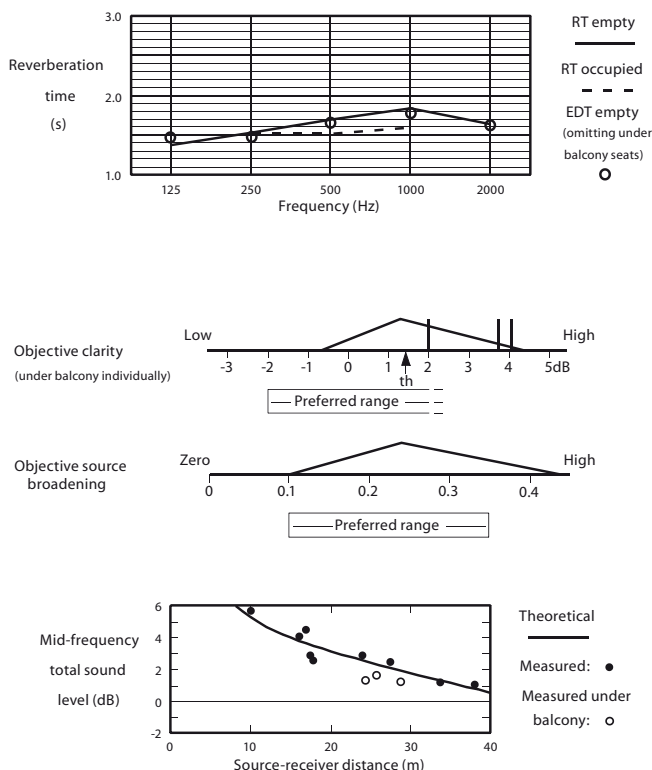 3.0
Reverberation
time
(s)
2.0
1.0
125 250 500 1000 2000
Frequency (Hz)
RT empty
RT occupied
EDT empty
(omitting under
balcony seats)
Objective clarity
(under balcony individually)
Low High
-3 -2 -1 0 1 2 3 4 5dB
th
Preferred range
Objective source
broadening
Zero High
0 0.1 0.2 0.3 0.4
Preferred range
Mid-frequency
total sound
level (dB)
6
4
2
0
-2
0 10 20 30 40
Source-receiver distance (m)
Theoretical
Measured:
Measured under
balcony: